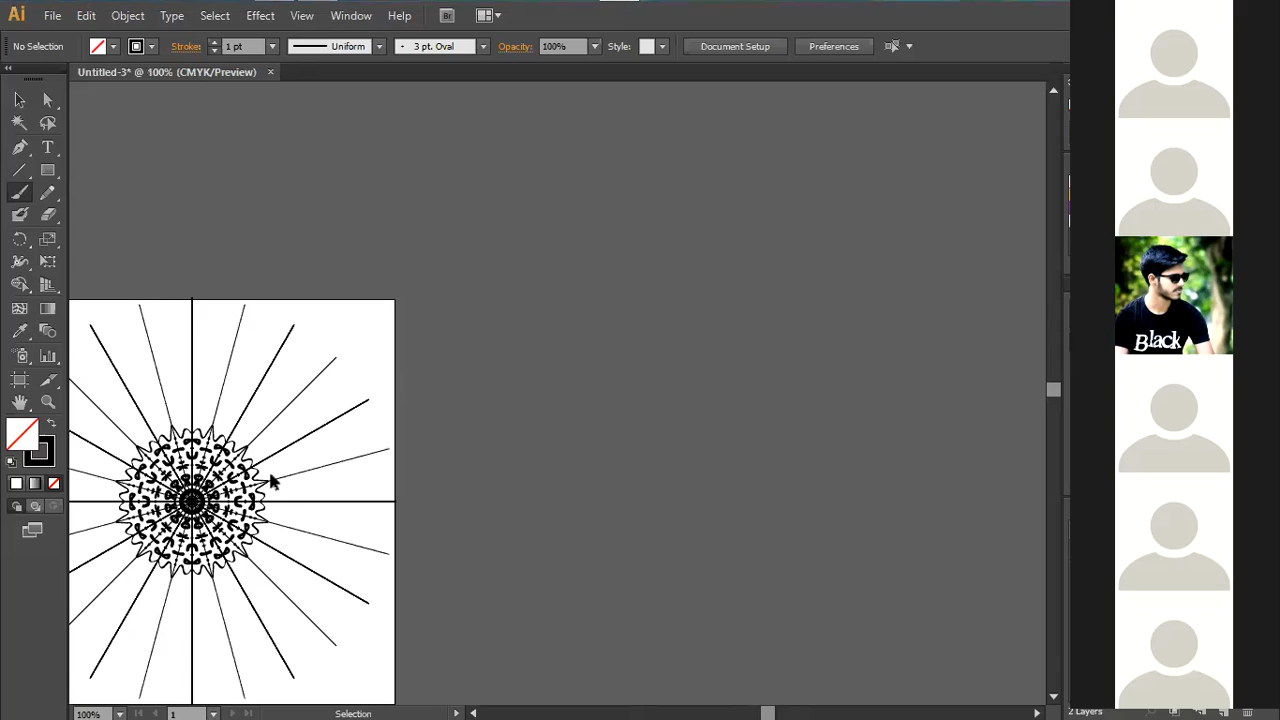 Ai File Edit Object Type Select Effect View Window Help Br
No Selection Stroke: 1 pt Uniform 3 pt. Oval Opacity: 100% Style: Document Setup Preferences
Untitled-3* @ 100% (CMYK/Preview) ×
T
Black
100% 1 Selection
2 Layers